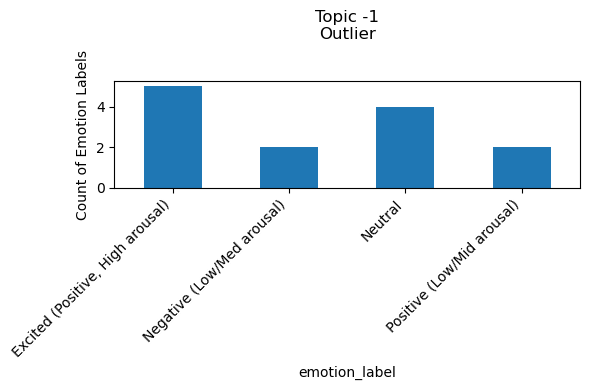 Topic -1
Outlier
Count of Emotion Labels
4
2
0
Excited (Positive, High arousal)
Negative (Low/Med arousal)
Neutral
Positive (Low/Mid arousal)
emotion_label